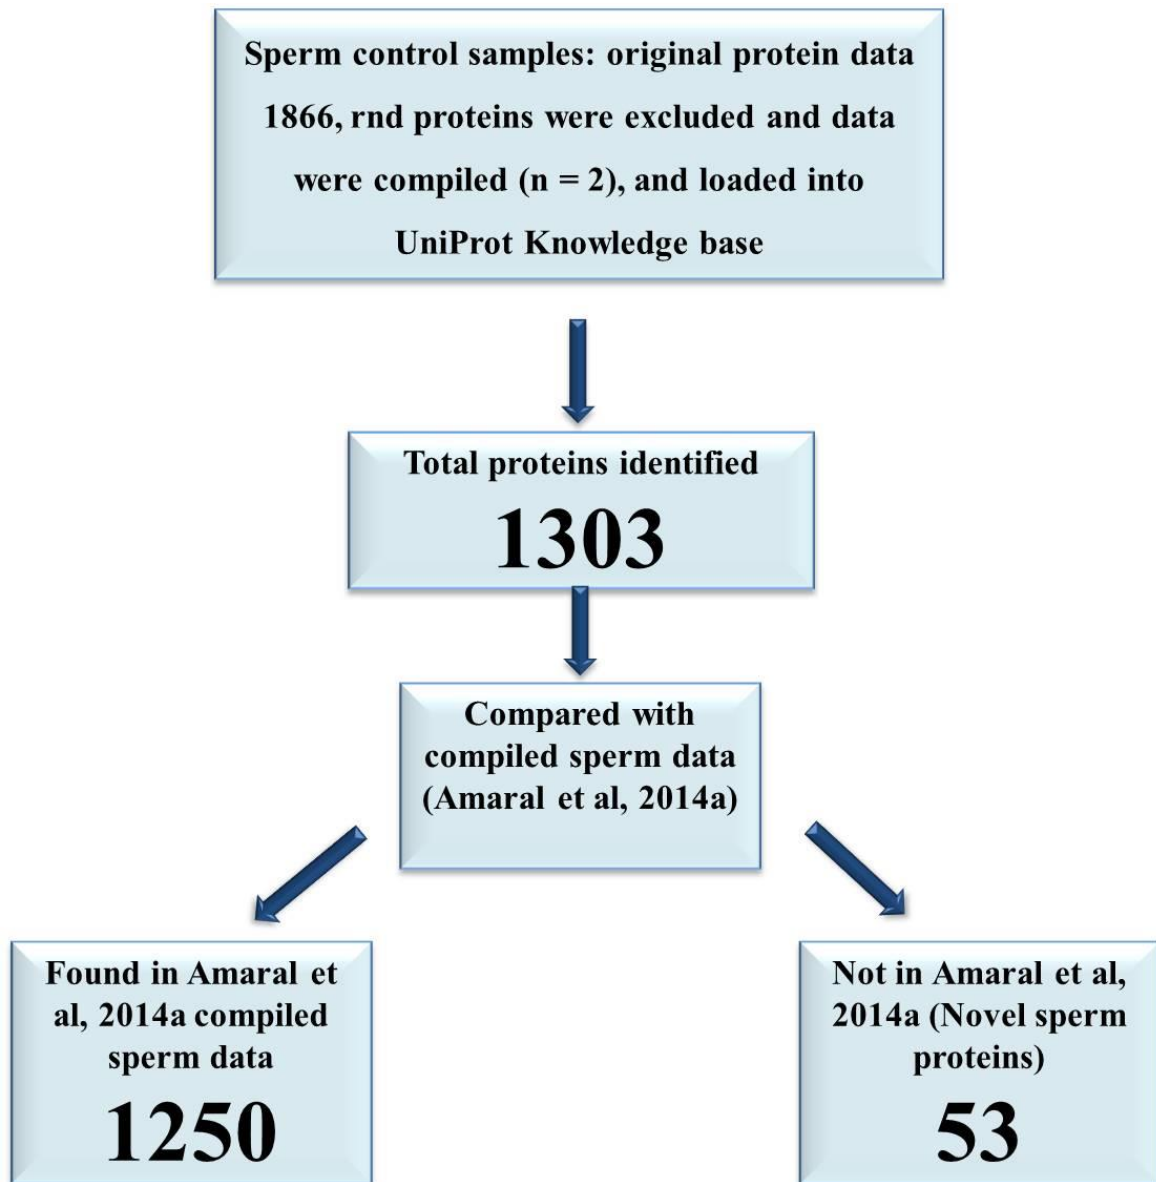 Sperm control samples: original protein data
1866, rnd proteins were excluded and data
were compiled (n = 2), and loaded into
UniProt Knowledge base
Total proteins identified
1303
Compared with
compiled sperm data
(Amaral et al, 2014a)
Found in Amaral et
al, 2014a compiled
sperm data
1250
Not in Amaral et al,
2014a (Novel sperm
proteins)
53